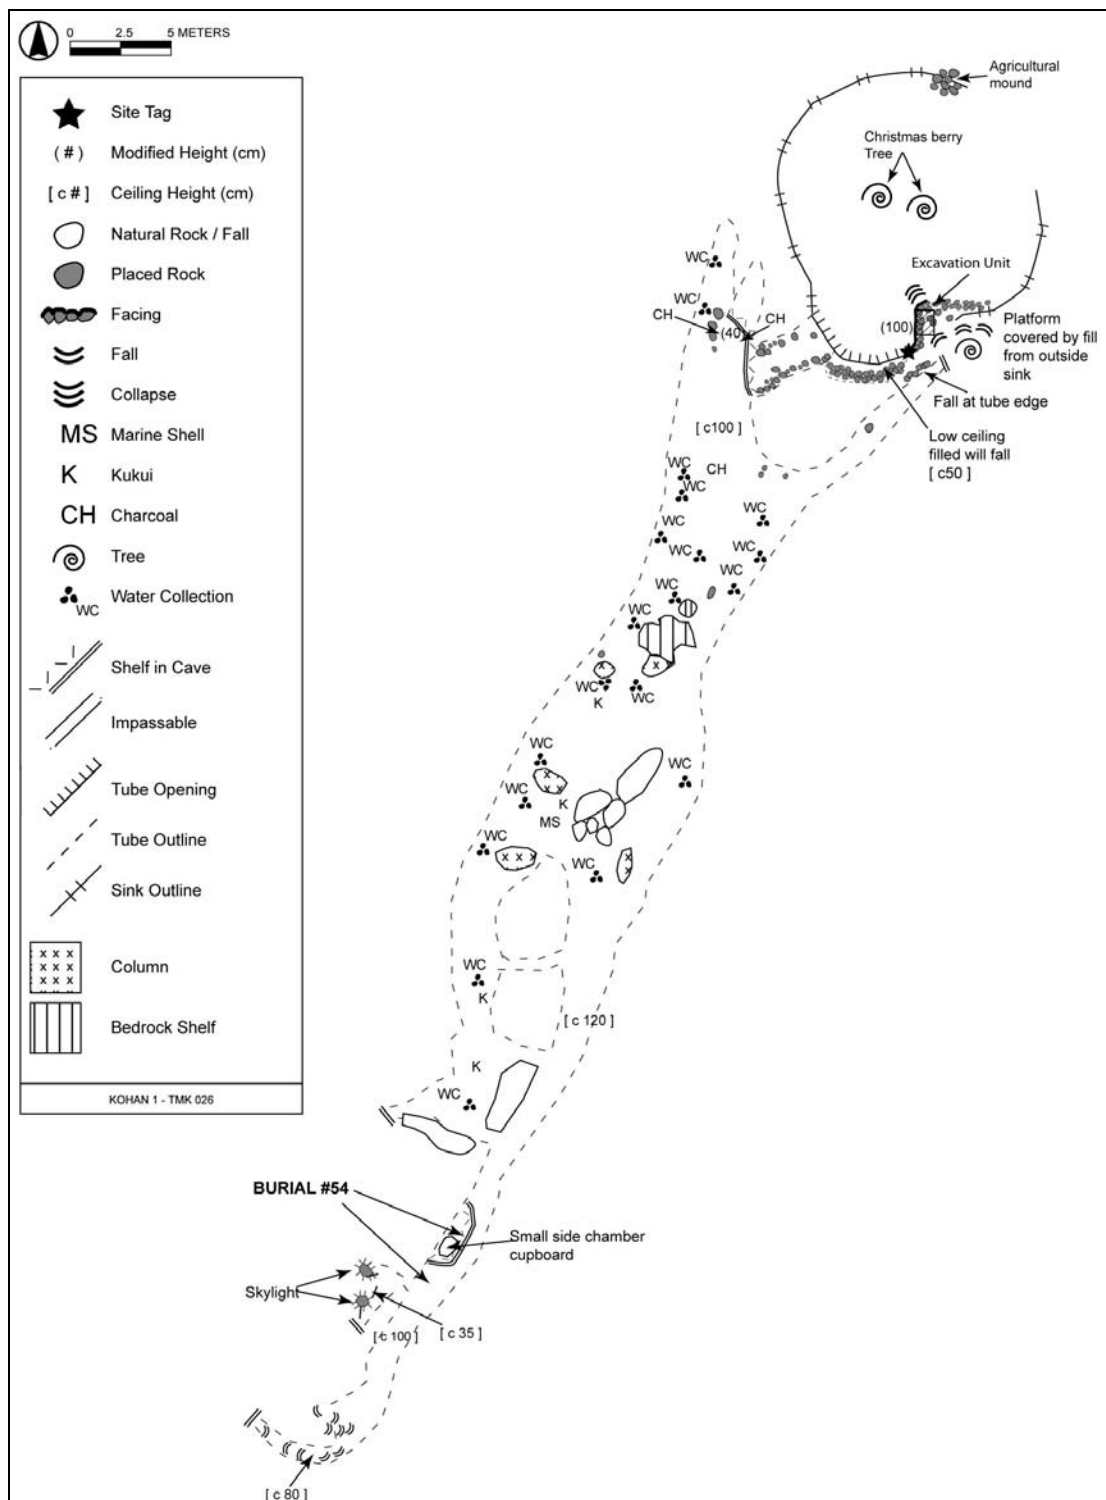 0 2.5 5 METERS
Site Tag
( # ) Modified Height (cm)
[ c # ] Ceiling Height (cm)
Natural Rock / Fall
Placed Rock
Facing
Fall
Collapse
MS Marine Shell
K Kukui
CH Charcoal
Tree
WC Water Collection
Shelf in Cave
Impassable
Tube Opening
Tube Outline
Sink Outline
Column
Bedrock Shelf
KOHAN 1 - TMK 026
Agricultural
mound
Christmas berry
Tree
WC
Excavation Unit
WC
CH
(40)
CH
(100)
Platform
covered by fill
from outside
sink
Fall at tube edge
[ c100 ]
Low ceiling
filled will fall
[ c50 ]
WC
CH
WC
WC
WC
WC
WC
WC
WC
WC
WC
WC
K
WC
WC
WC
K
MS
WC
WC
WC
K
[ c 120 ]
K
WC
BURIAL #54
Small side chamber
cupboard
Skylight
[ c 100 ]
[ c 35 ]
[ c 80 ]